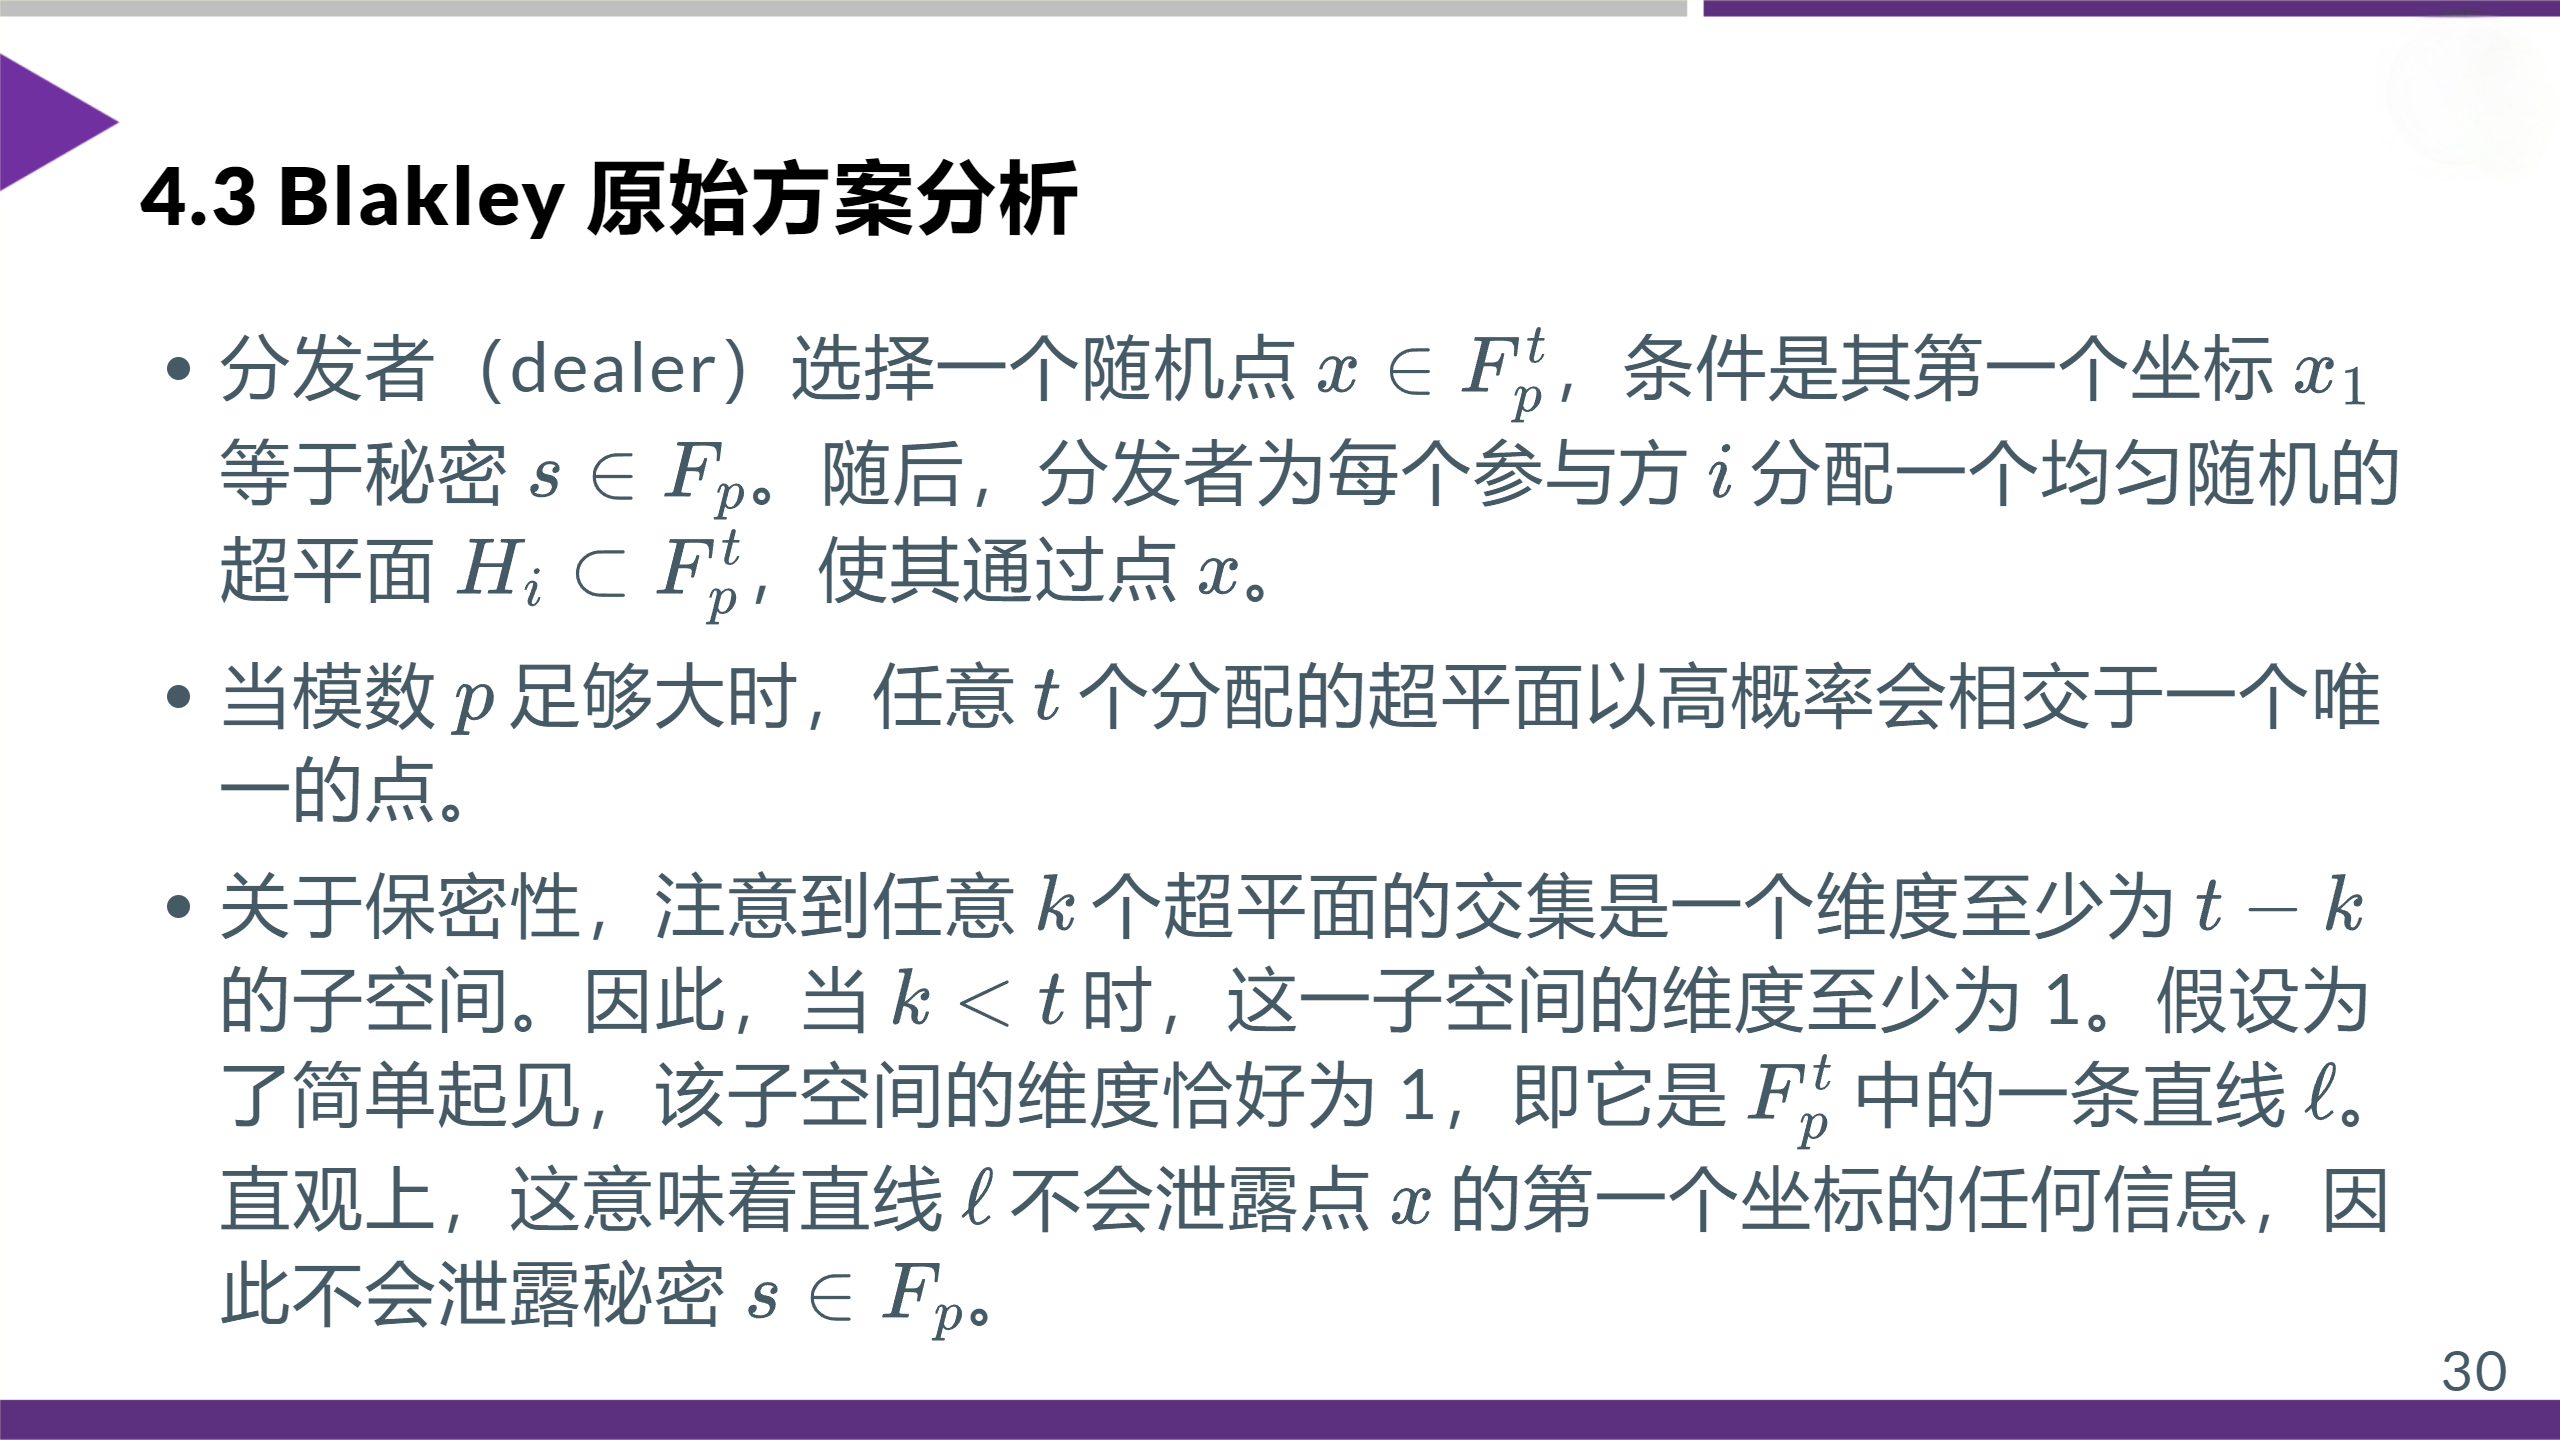 4.3 Blakley 原始方案分析
• 分发者（dealer）选择一个随机点 $x \in F_p^t$，条件是其第一个坐标 $x_1$
等于秘密 $s \in F_p$。随后，分发者为每个参与方 $i$ 分配一个均匀随机的
超平面 $H_i \subset F_p^t$，使其通过点 $x$。
• 当模数 $p$ 足够大时，任意 $t$ 个分配的超平面以高概率会相交于一个唯
一的点。
• 关于保密性，注意到任意 $k$ 个超平面的交集是一个维度至少为 $t - k$
的子空间。因此，当 $k < t$ 时，这一子空间的维度至少为 1。假设为
了简单起见，该子空间的维度恰好为 1，即它是 $F_p^t$ 中的一条直线 $\ell$。
直观上，这意味着直线 $\ell$ 不会泄露点 $x$ 的第一个坐标的任何信息，因
此不会泄露秘密 $s \in F_p$。
30